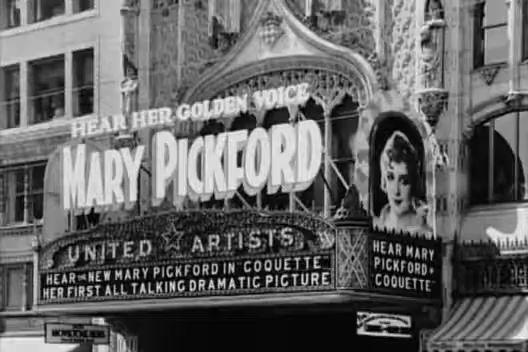 HEAR HER GOLDEN VOICE
MARY PICKFORD
UNITED ARTISTS
HEAR THE NEW MARY PICKFORD IN COQUETTE
HER FIRST ALL TALKING DRAMATIC PICTURE
HEAR MARY
PICKFORD
COQUETTE"